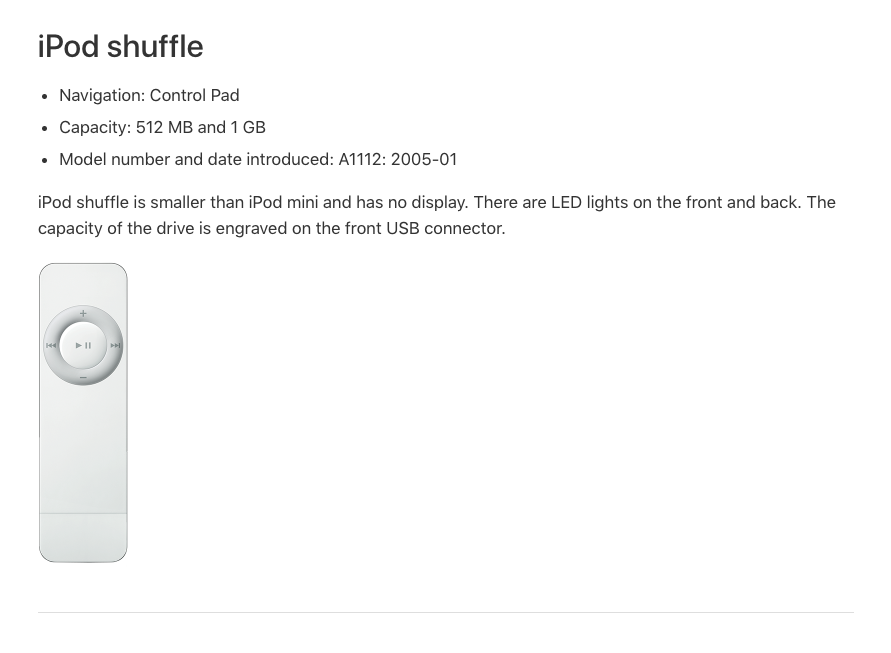 iPod shuffle
• Navigation: Control Pad
• Capacity: 512 MB and 1 GB
• Model number and date introduced: A1112: 2005-01
iPod shuffle is smaller than iPod mini and has no display. There are LED lights on the front and back. The
capacity of the drive is engraved on the front USB connector.